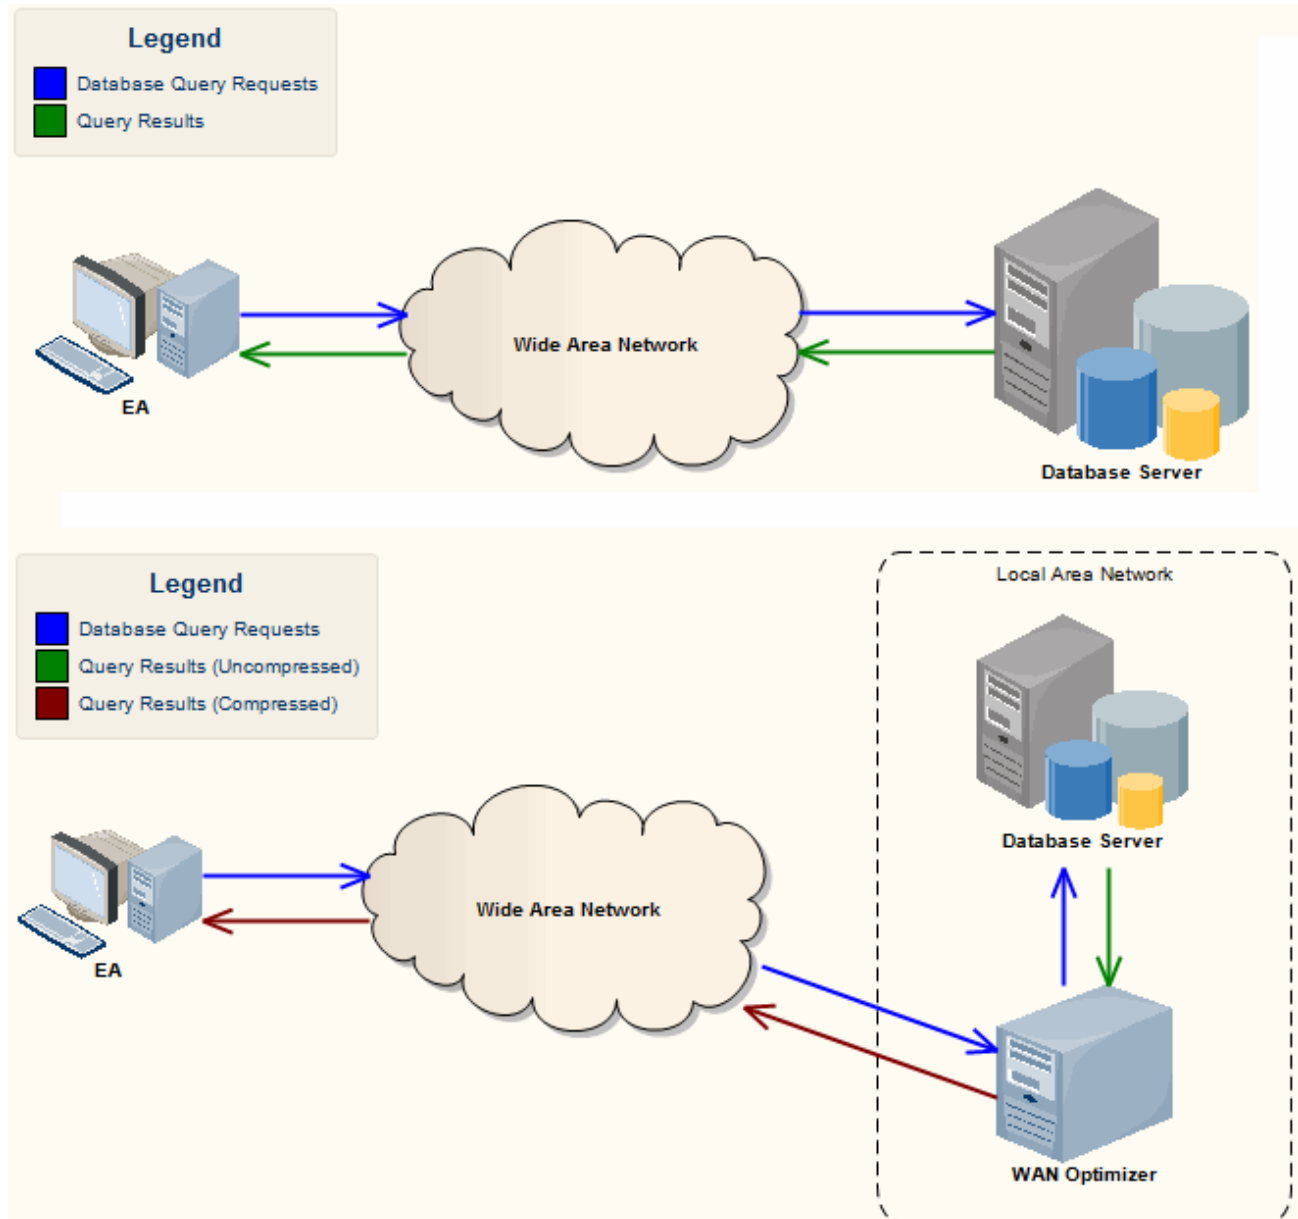 Legend
Database Query Requests
Query Results
Wide Area Network
EA
Database Server
Legend
Database Query Requests
Query Results (Uncompressed)
Query Results (Compressed)
Local Area Network
Database Server
Wide Area Network
EA
WAN Optimizer